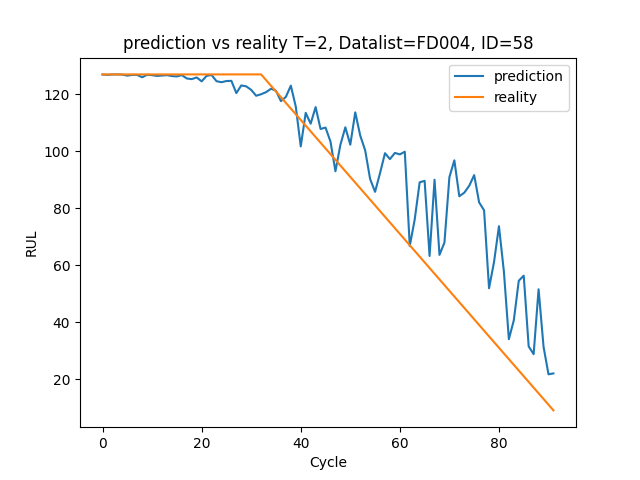 prediction vs reality T=2, Datalist=FD004, ID=58
prediction
reality
RUL
120
100
80
60
40
20
0 20 40 60 80
Cycle